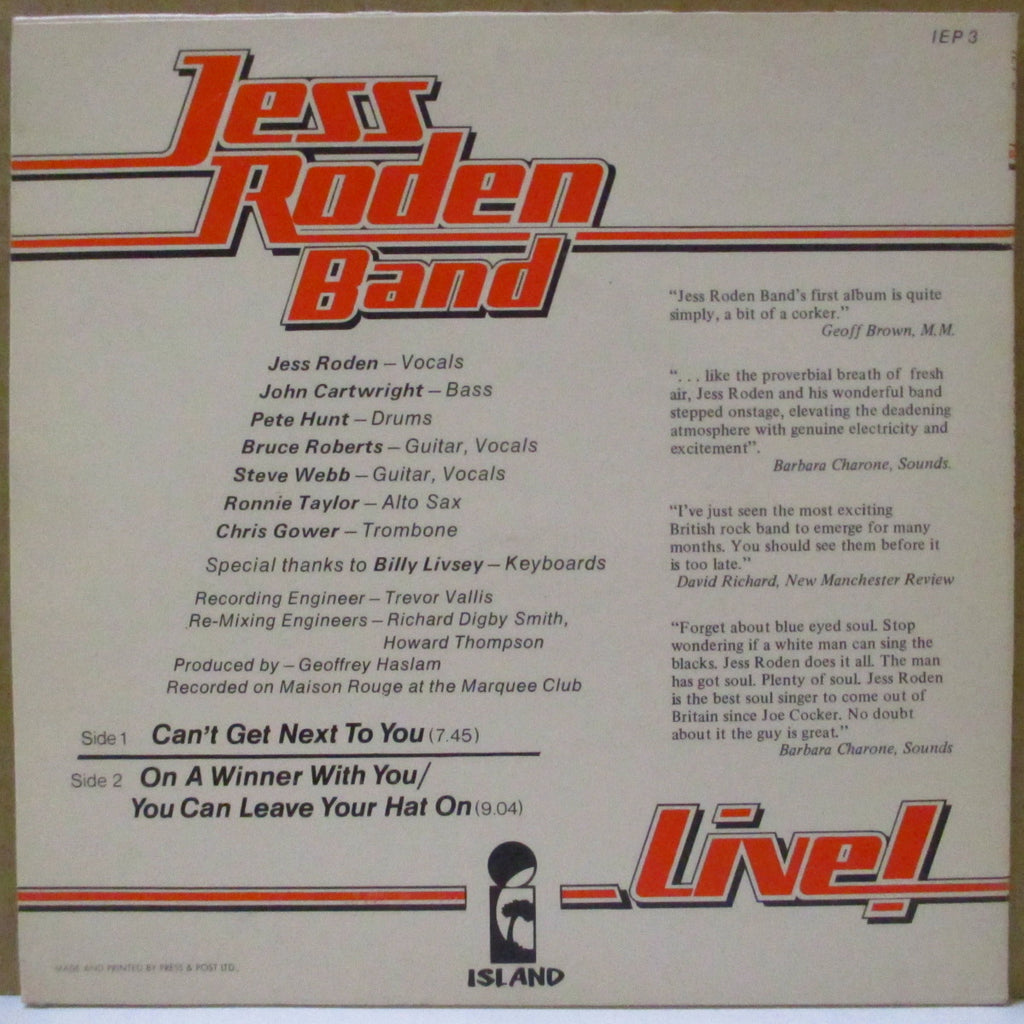 IEP 3
Jess
Roden
Band
Jess Roden – Vocals
John Cartwright – Bass
Pete Hunt – Drums
Bruce Roberts – Guitar, Vocals
Steve Webb – Guitar, Vocals
Ronnie Taylor – Alto Sax
Chris Gower – Trombone
Special thanks to Billy Livsey – Keyboards
Recording Engineer – Trevor Vallis
Re-Mixing Engineers – Richard Digby Smith,
Howard Thompson
Produced by – Geoffrey Haslam
Recorded on Maison Rouge at the Marquee Club
Side 1 Can't Get Next To You (7.45)
Side 2 On A Winner With You/
You Can Leave Your Hat On (9.04)
"Jess Roden Band's first album is quite
simply, a bit of a corker."
Geoff Brown, M.M.
". . . like the proverbial breath of fresh
air, Jess Roden and his wonderful band
stepped onstage, elevating the deadening
atmosphere with genuine electricity and
excitement".
Barbara Charone, Sounds.
"I've just seen the most exciting
British rock band to emerge for many
months. You should see them before it
is too late."
David Richard, New Manchester Review
"Forget about blue eyed soul. Stop
wondering if a white man can sing the
blacks. Jess Roden does it all. The man
has got soul. Plenty of soul. Jess Roden
is the best soul singer to come out of
Britain since Joe Cocker. No doubt
about it the guy is great."
Barbara Charone, Sounds
Live!
ISLAND
MADE AND PRINTED BY PRESS & POST LTD.